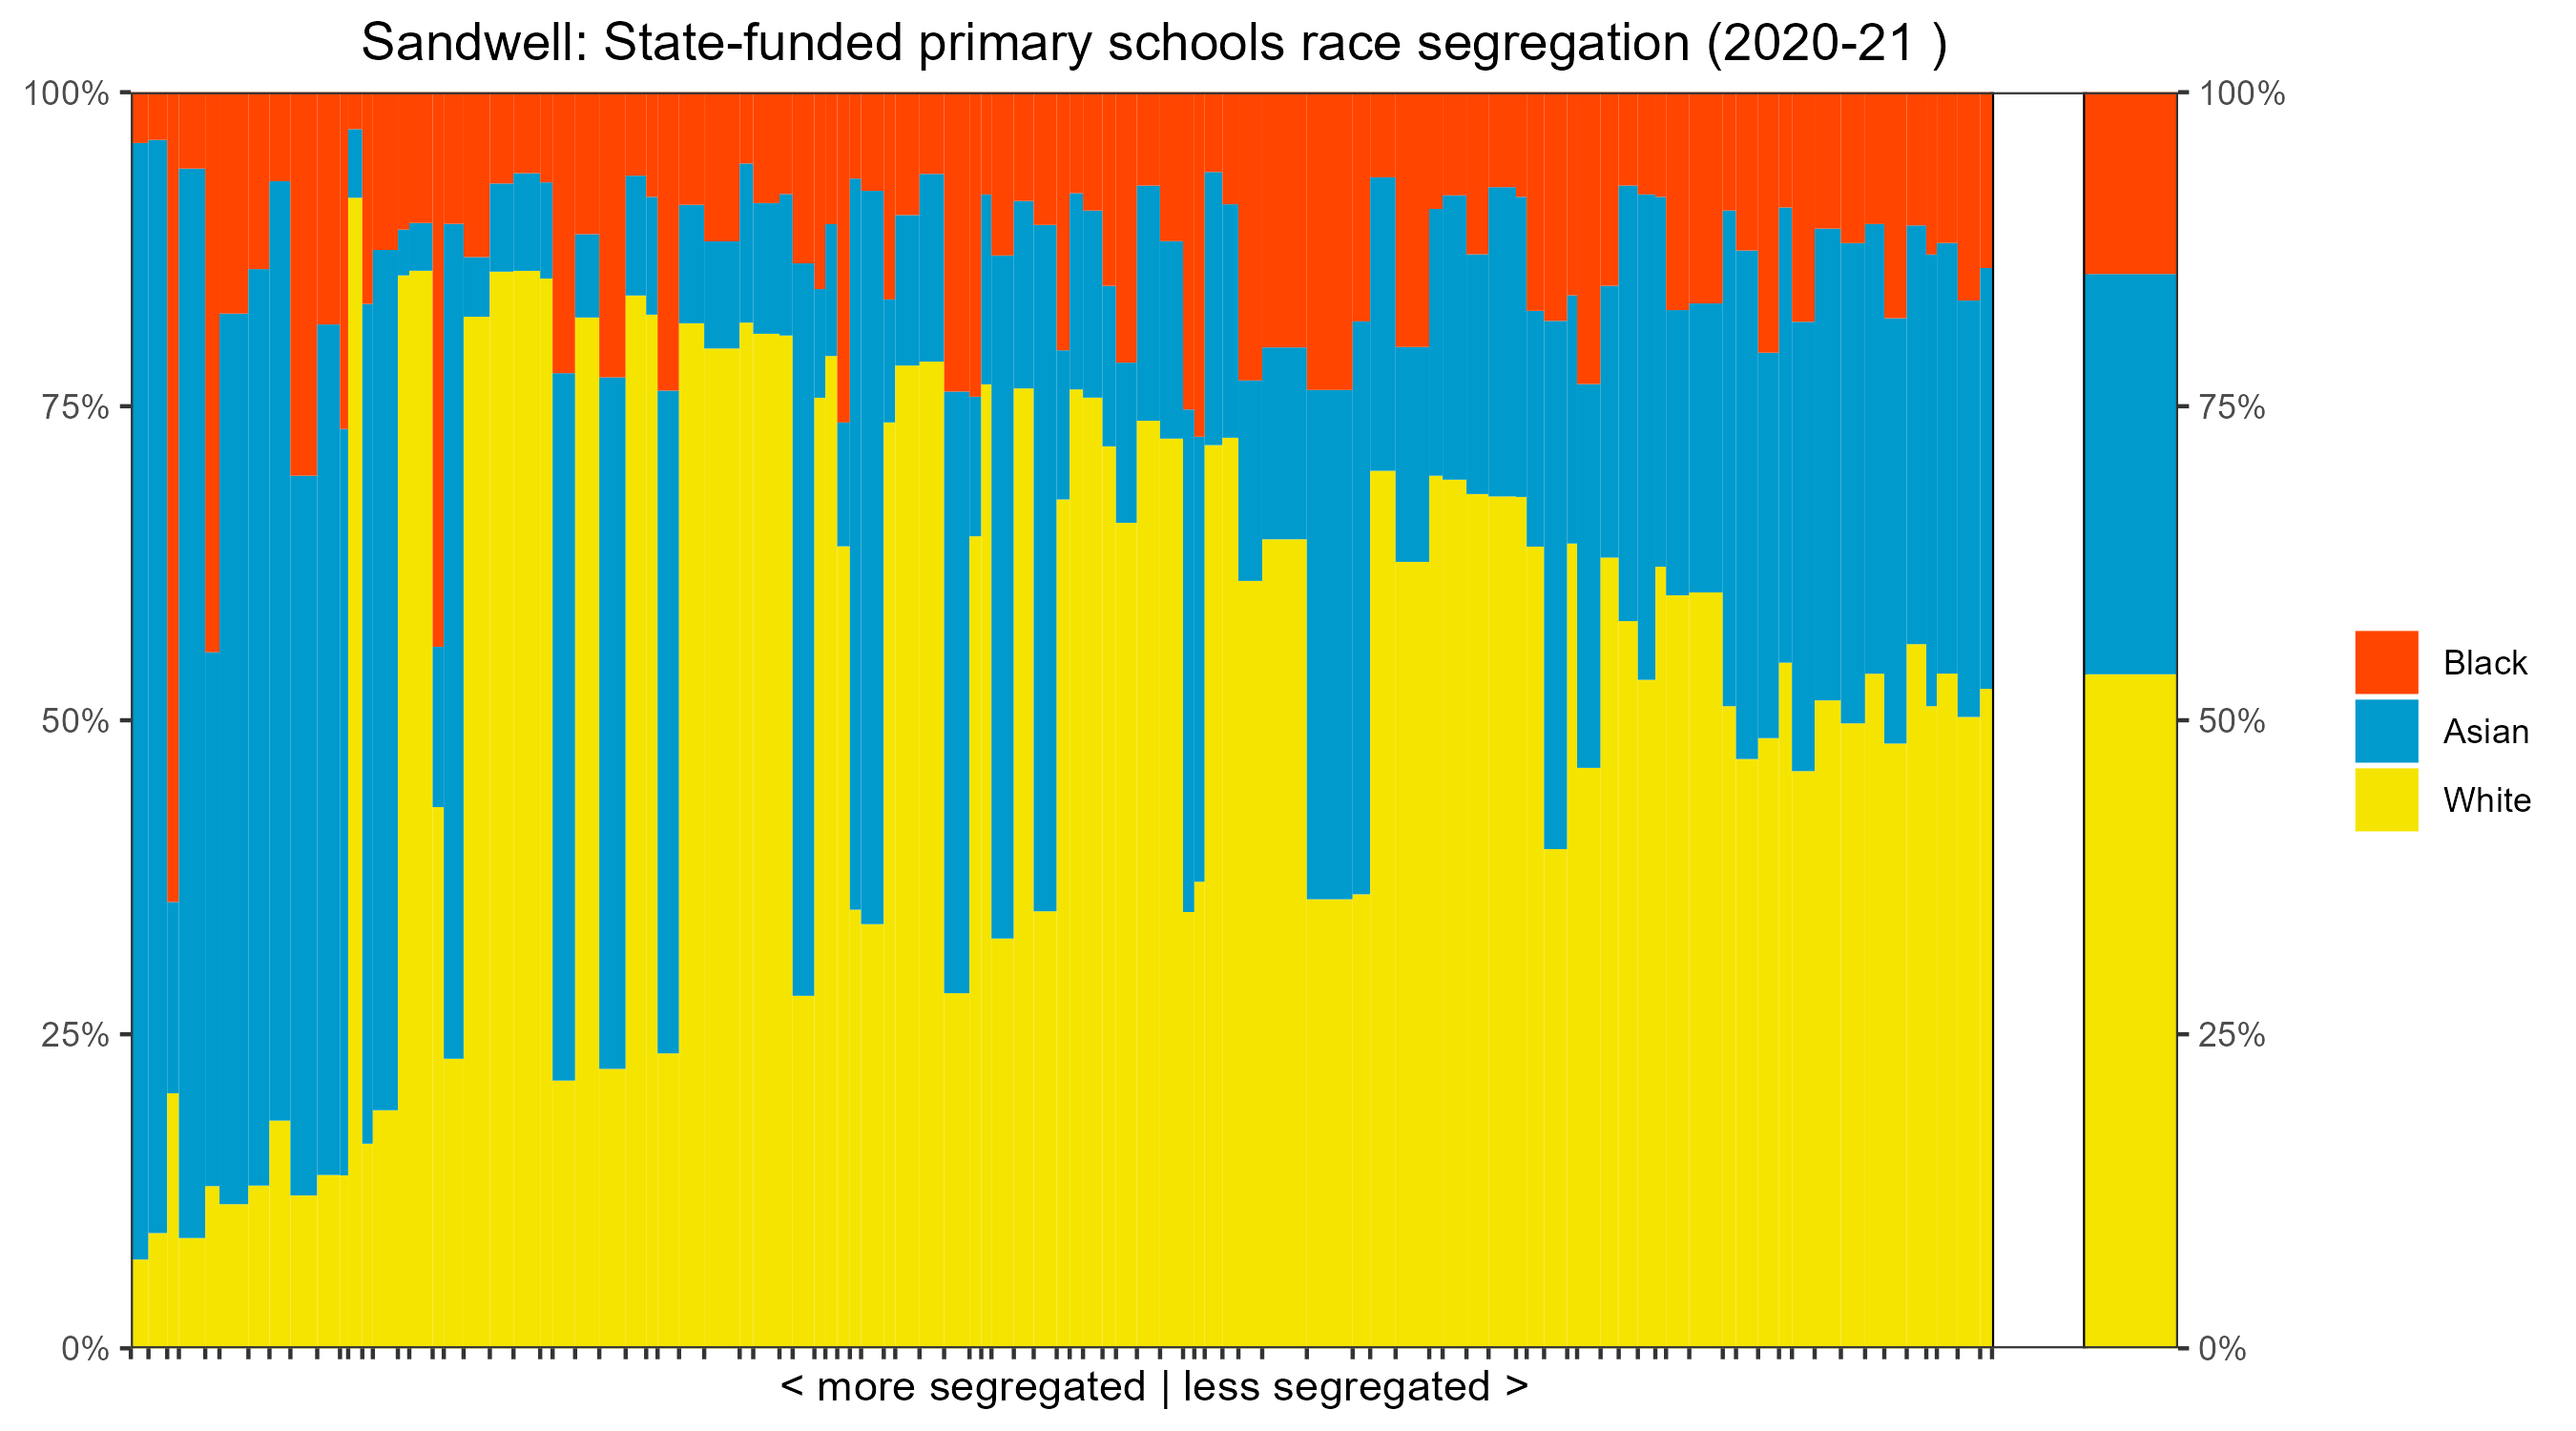 Sandwell: State-funded primary schools race segregation (2020-21 )
100%
75%
50%
25%
0%
100%
75%
50%
25%
0%
Black
Asian
White
< more segregated | less segregated >